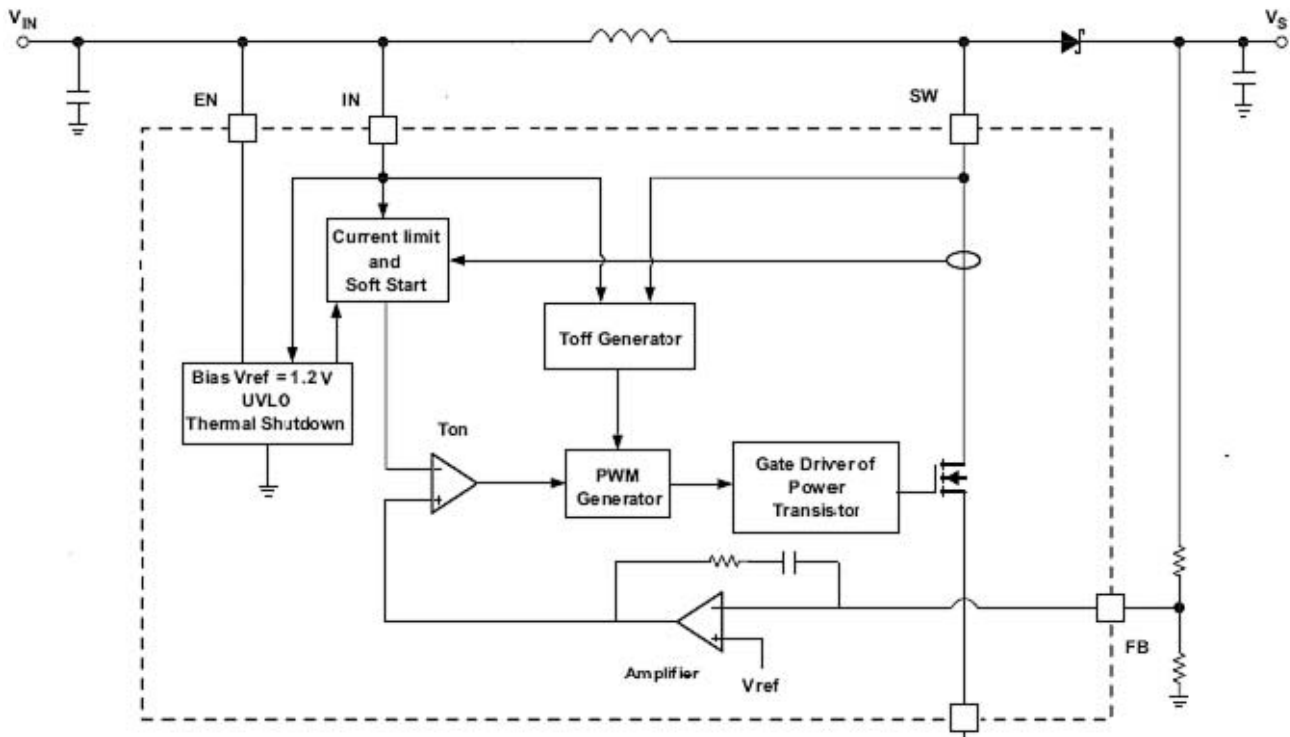 VIN
VS
EN
IN
SW
Current limit
and
Soft Start
Toff Generator
Bias Vref = 1.2 V
UVLO
Thermal Shutdown
Ton
−
+
PWM
Generator
Gate Driver of
Power
Transistor
−
+
Amplifier
Vref
FB